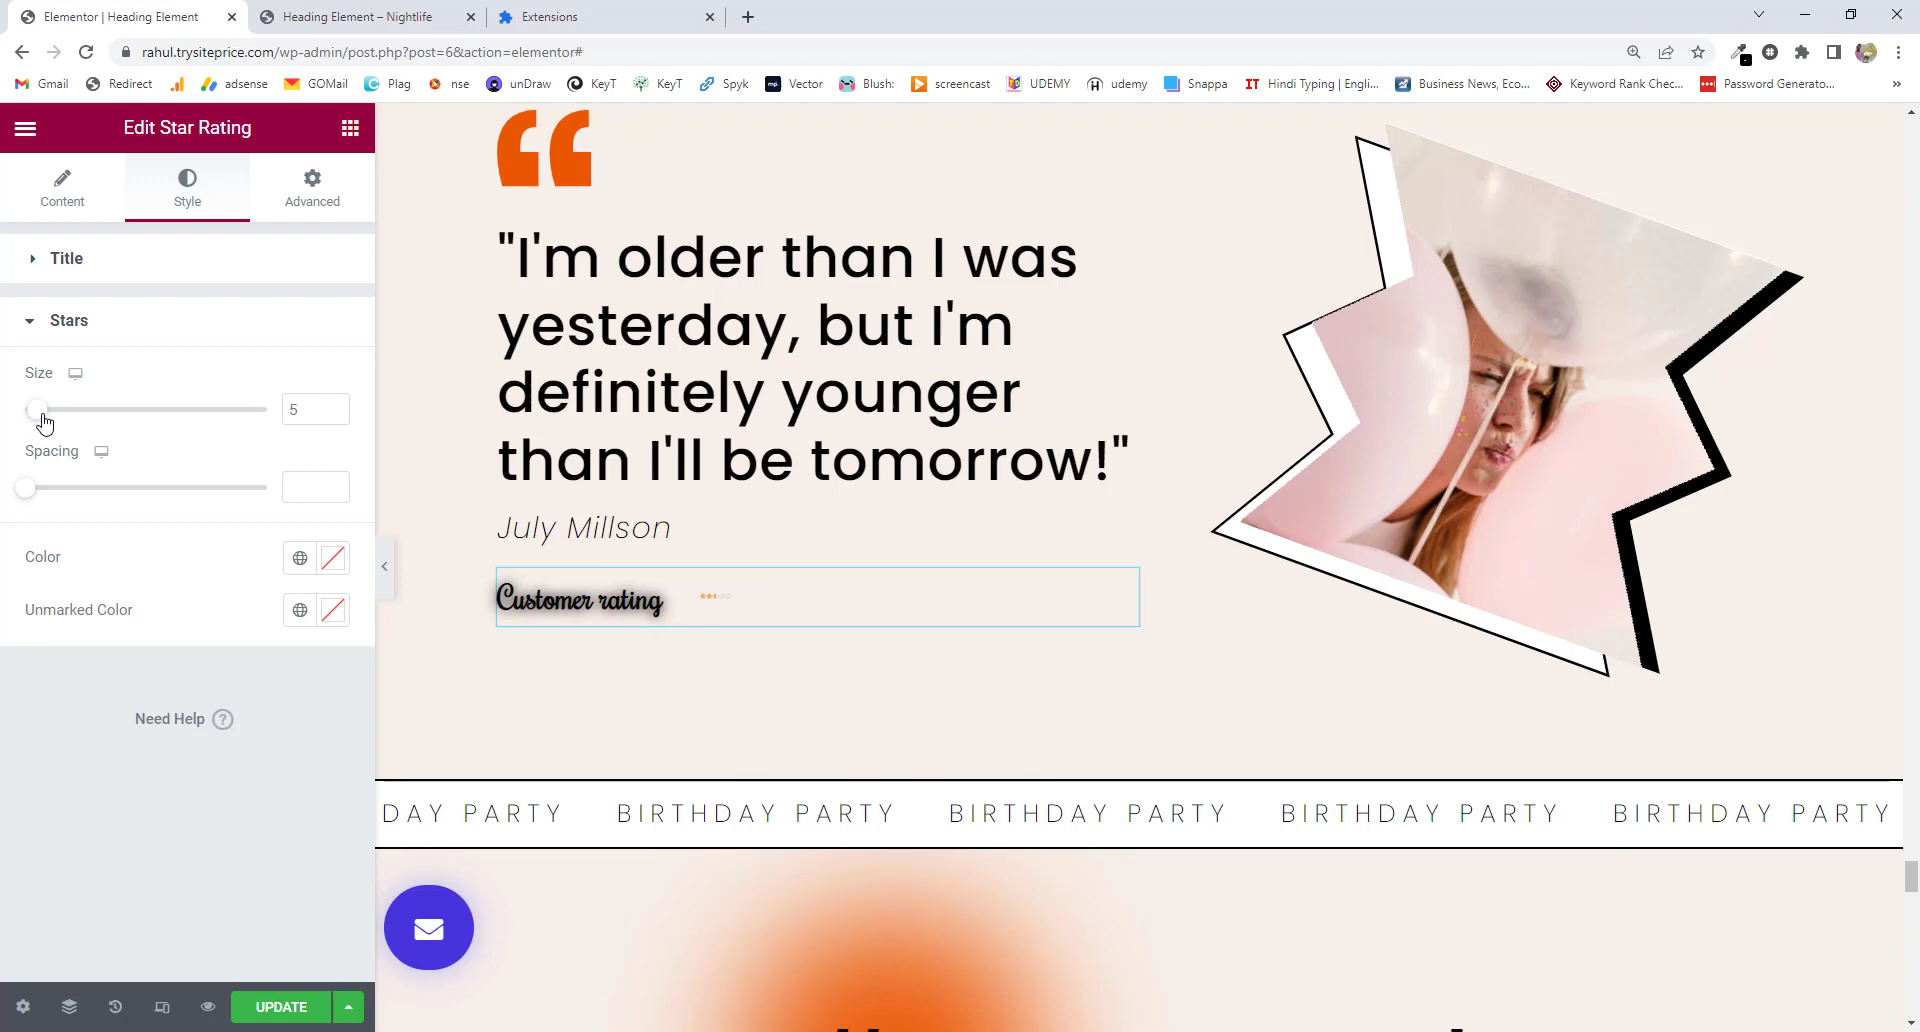 Elementor | Heading Element
Heading Element – Nightlife
Extensions
rahul.trysiteprice.com/wp-admin/post.php?post=6&action=elementor#
Gmail
Redirect
adsense
GOMail
Plag
nse
unDraw
KeyT
KeyT
Spyk
Vector
Blush:
screencast
UDEMY
udemy
Snappa
Hindi Typing | Engli...
Business News, Eco...
Keyword Rank Chec...
Password Generato...
Edit Star Rating
Content
Style
Advanced
Title
Stars
Size
5
Spacing
Color
Unmarked Color
Need Help ?
UPDATE
"I'm older than I was
yesterday, but I'm
definitely younger
than I'll be tomorrow!"
July Millson
Customer rating
DAY PARTY BIRTHDAY PARTY BIRTHDAY PARTY BIRTHDAY PARTY BIRTHDAY PARTY